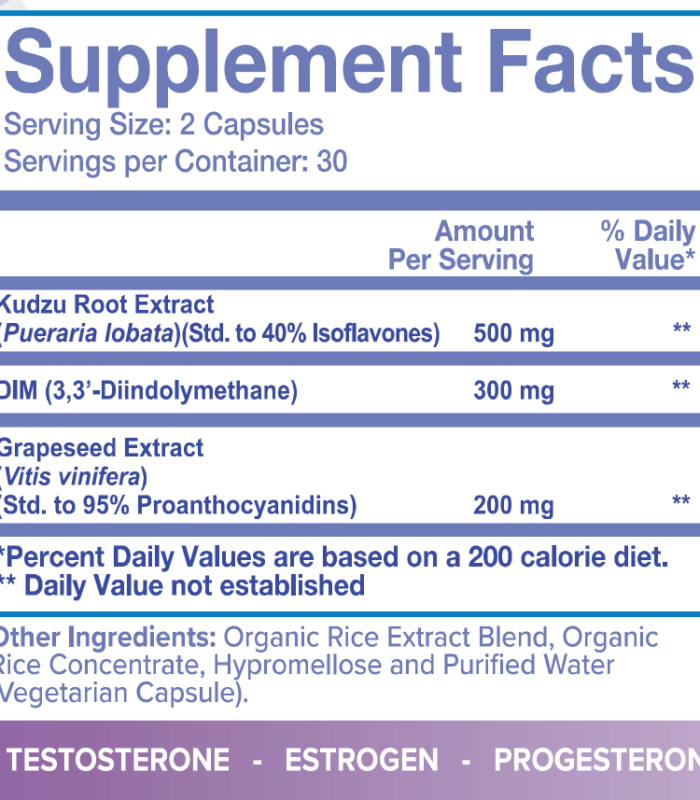 Supplement Facts
Serving Size: 2 Capsules
Servings per Container: 30
Amount Per Serving
% Daily Value*
Kudzu Root Extract
(Pueraria lobata)(Std. to 40% Isoflavones) 500 mg **
DIM (3,3’-Diindolymethane) 300 mg **
Grapeseed Extract
(Vitis vinifera)
(Std. to 95% Proanthocyanidins) 200 mg **
*Percent Daily Values are based on a 200 calorie diet.
** Daily Value not established
Other Ingredients: Organic Rice Extract Blend, Organic
Rice Concentrate, Hypromellose and Purified Water
(Vegetarian Capsule).
TESTOSTERONE - ESTROGEN - PROGESTERON